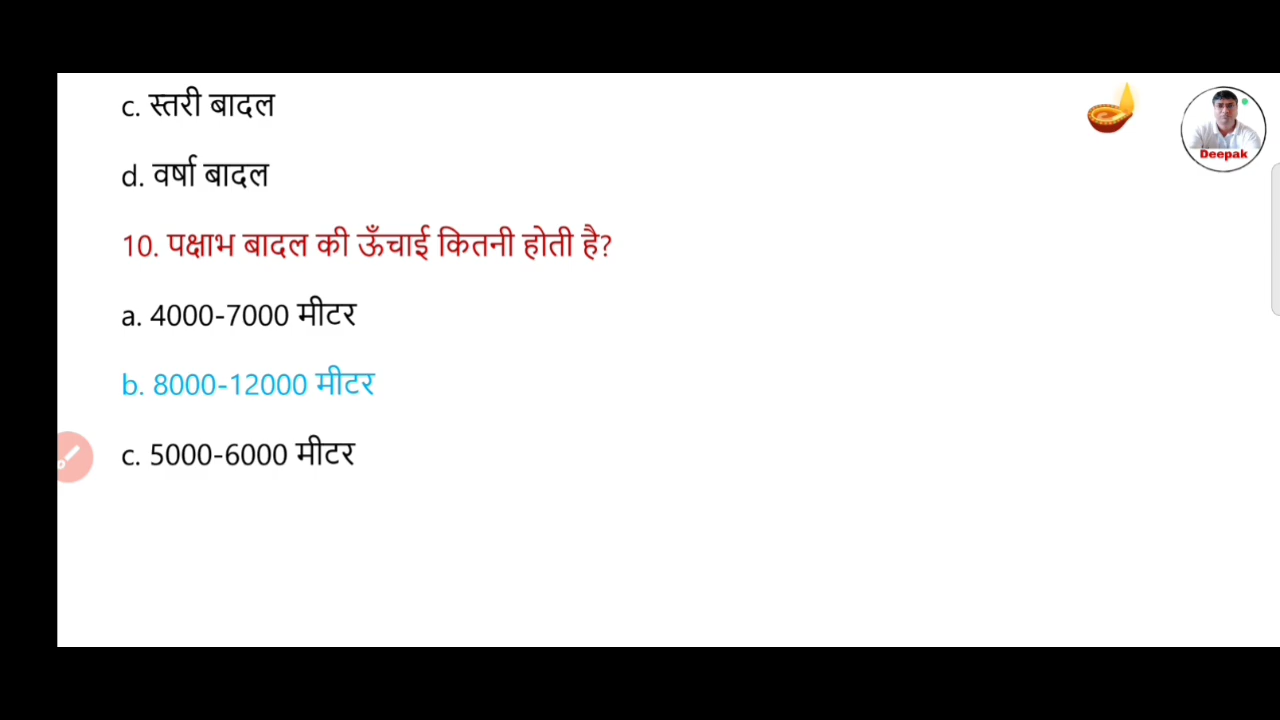 c. स्तरी बादल
d. वर्षा बादल
Deepak
10. पक्षाभ बादल की ऊँचाई कितनी होती है?
a. 4000-7000 मीटर
b. 8000-12000 मीटर
c. 5000-6000 मीटर